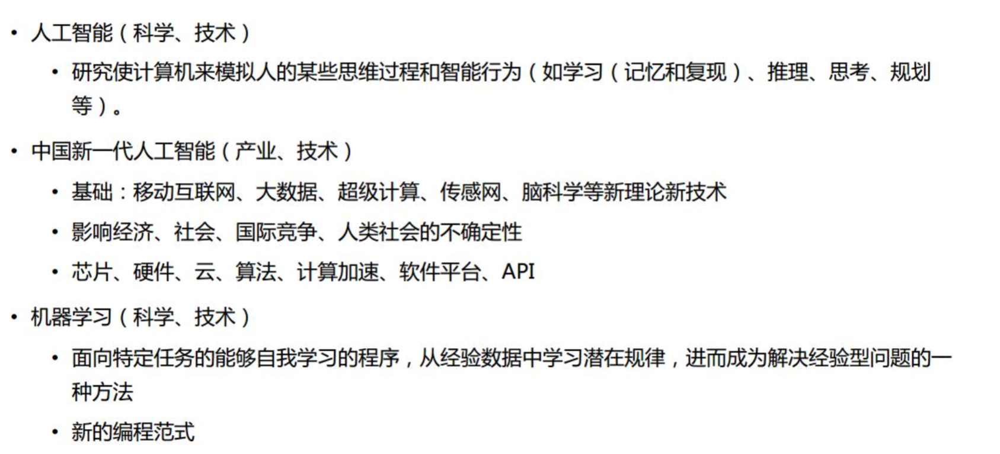 • 人工智能（科学、技术）
• 研究使计算机来模拟人的某些思维过程和智能行为（如学习（记忆和复现）、推理、思考、规划
等）。
• 中国新一代人工智能（产业、技术）
• 基础：移动互联网、大数据、超级计算、传感网、脑科学等新理论新技术
• 影响经济、社会、国际竞争、人类社会的不确定性
• 芯片、硬件、云、算法、计算加速、软件平台、API
• 机器学习（科学、技术）
• 面向特定任务的能够自我学习的程序，从经验数据中学习潜在规律，进而成为解决经验型问题的一
种方法
• 新的编程范式